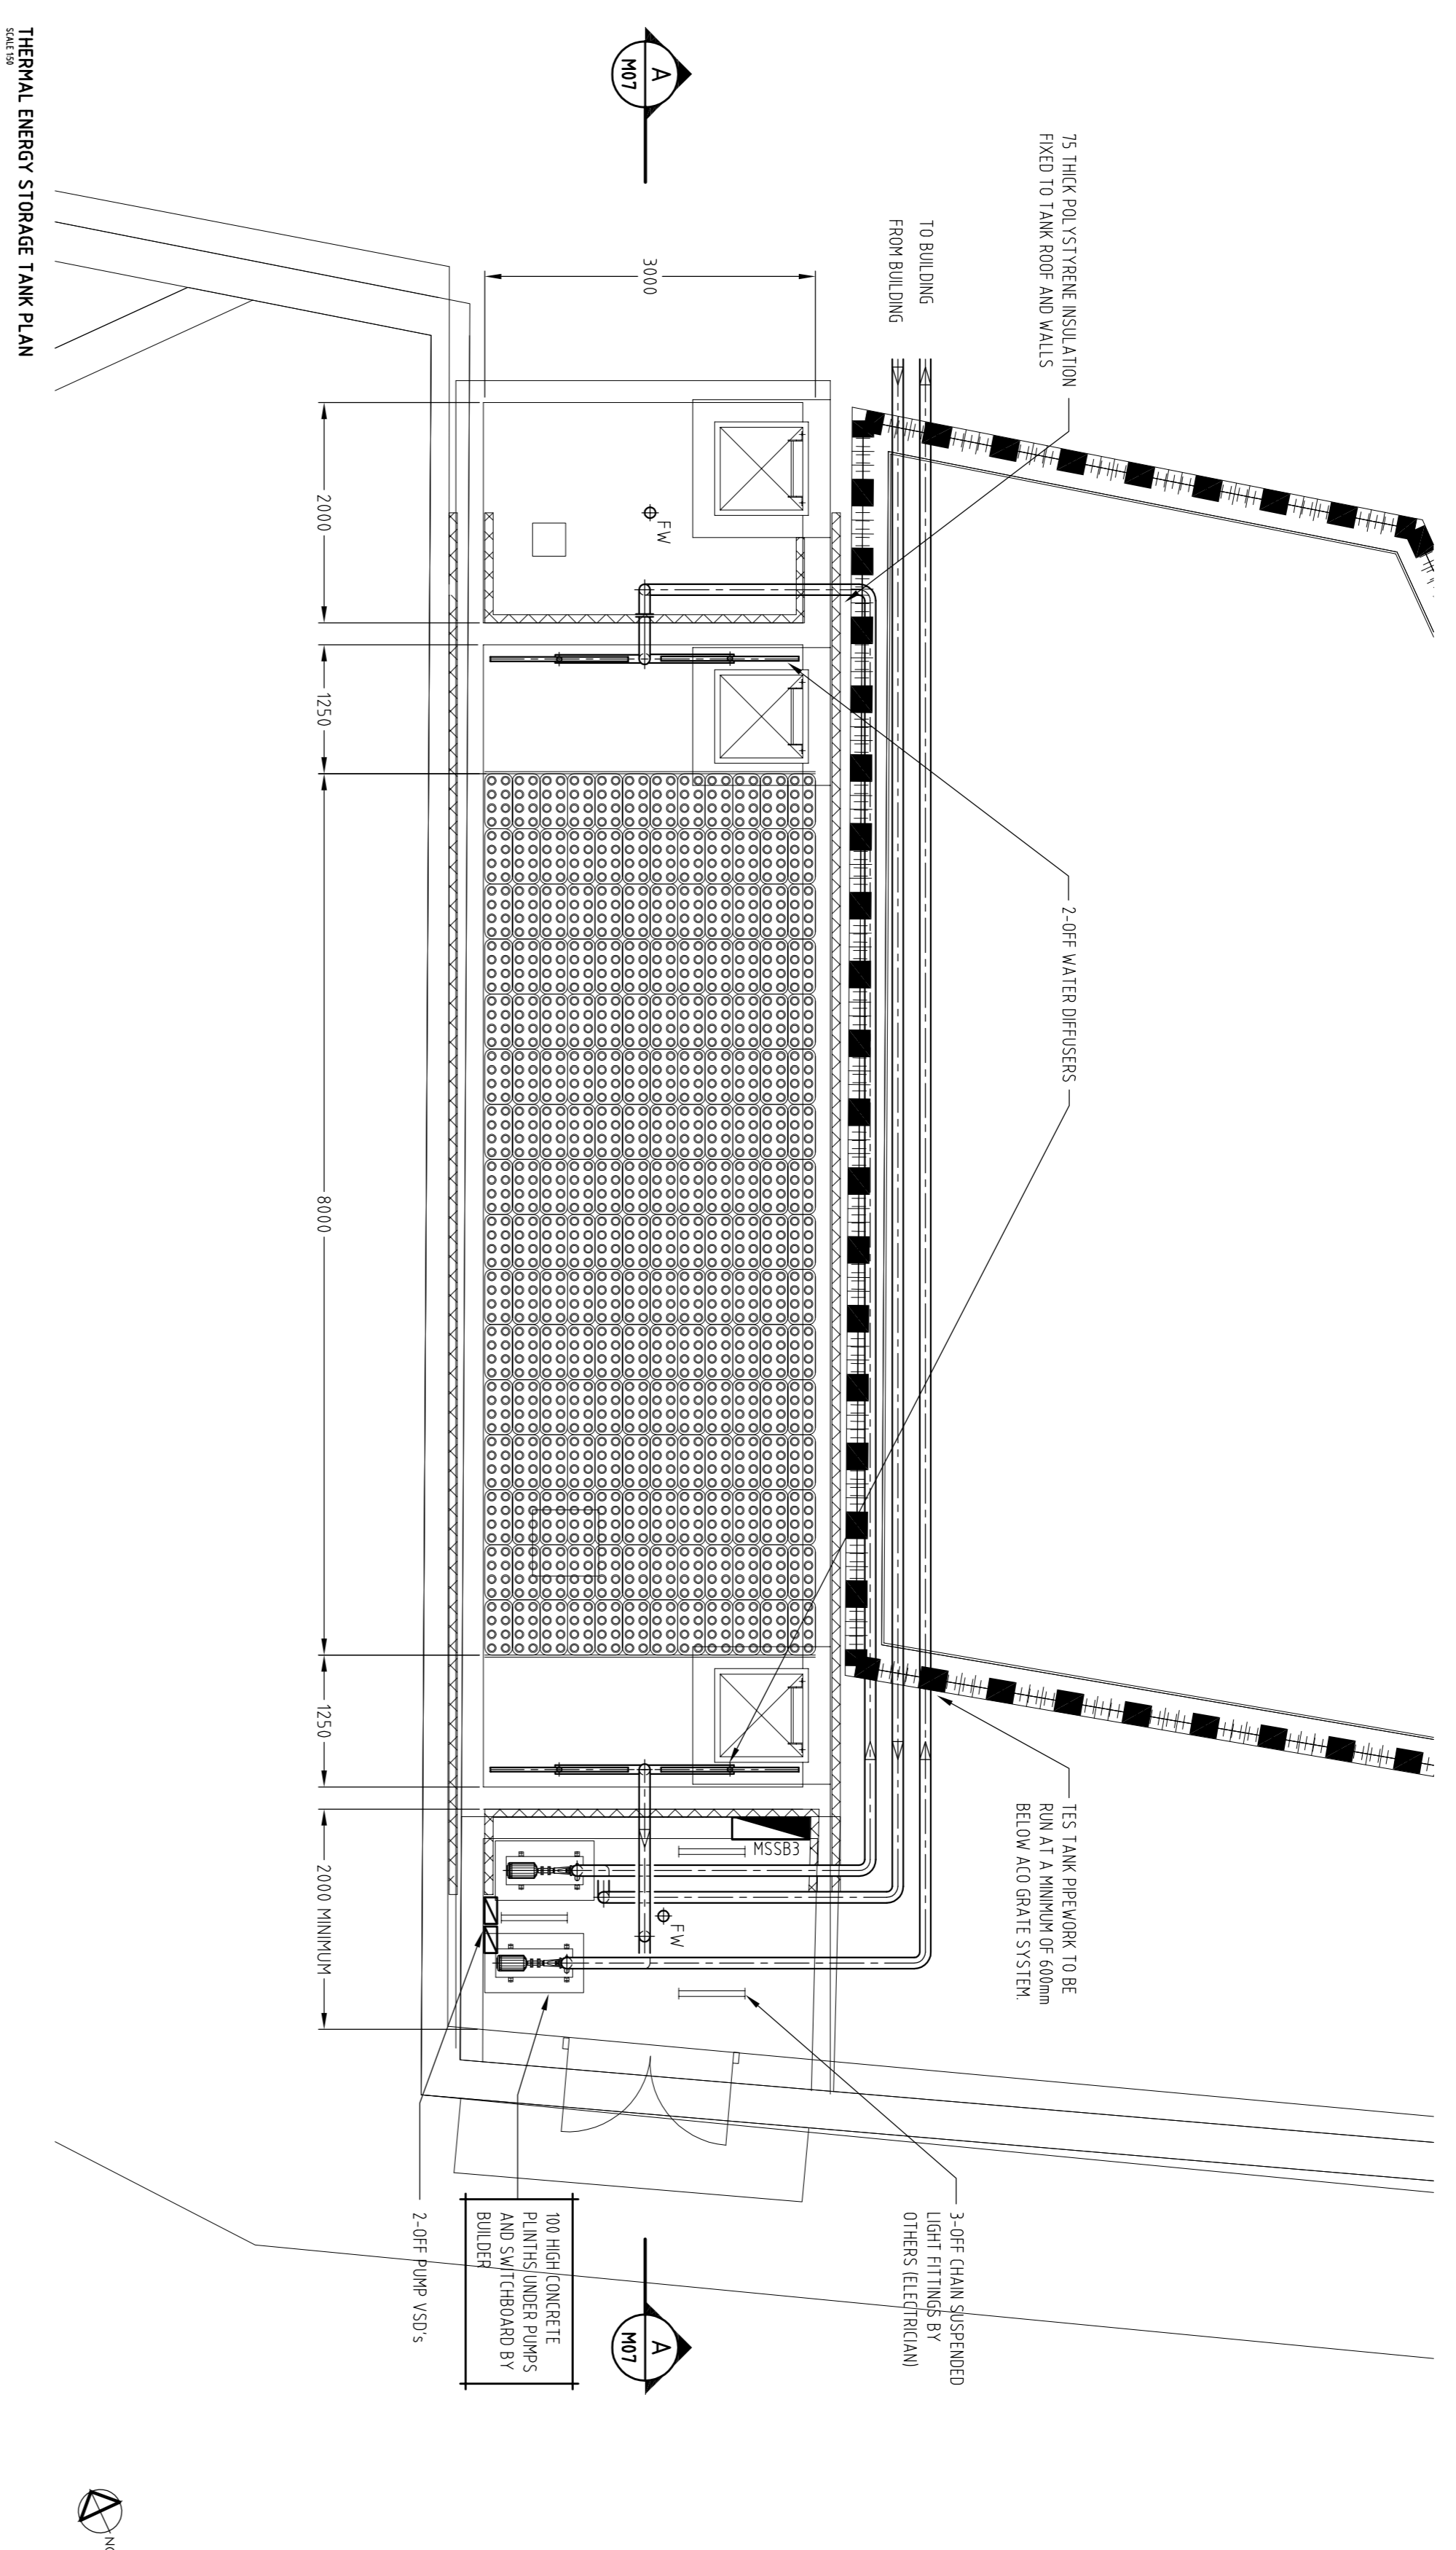 75 THICK POLYSTYRENE INSULATION
FIXED TO TANK ROOF AND WALLS
TO BUILDING
FROM BUILDING
2-OFF WATER DIFFUSERS
TES TANK PIPEWORK TO BE
RUN AT A MINIMUM OF 600mm
BELOW ACO GRATE SYSTEM.
3-OFF CHAIN SUSPENDED
LIGHT FITTINGS BY
OTHERS (ELECTRICIAN)
A
M07
3000
FW
MSSB3
FW
A
M07
100 HIGH CONCRETE
PLINTHS UNDER PUMPS
AND SWITCHBOARD BY
BUILDER
2-OFF PUMP VSD's
2000
1250
8000
1250
2000 MINIMUM
THERMAL ENERGY STORAGE TANK PLAN
SCALE 1:50